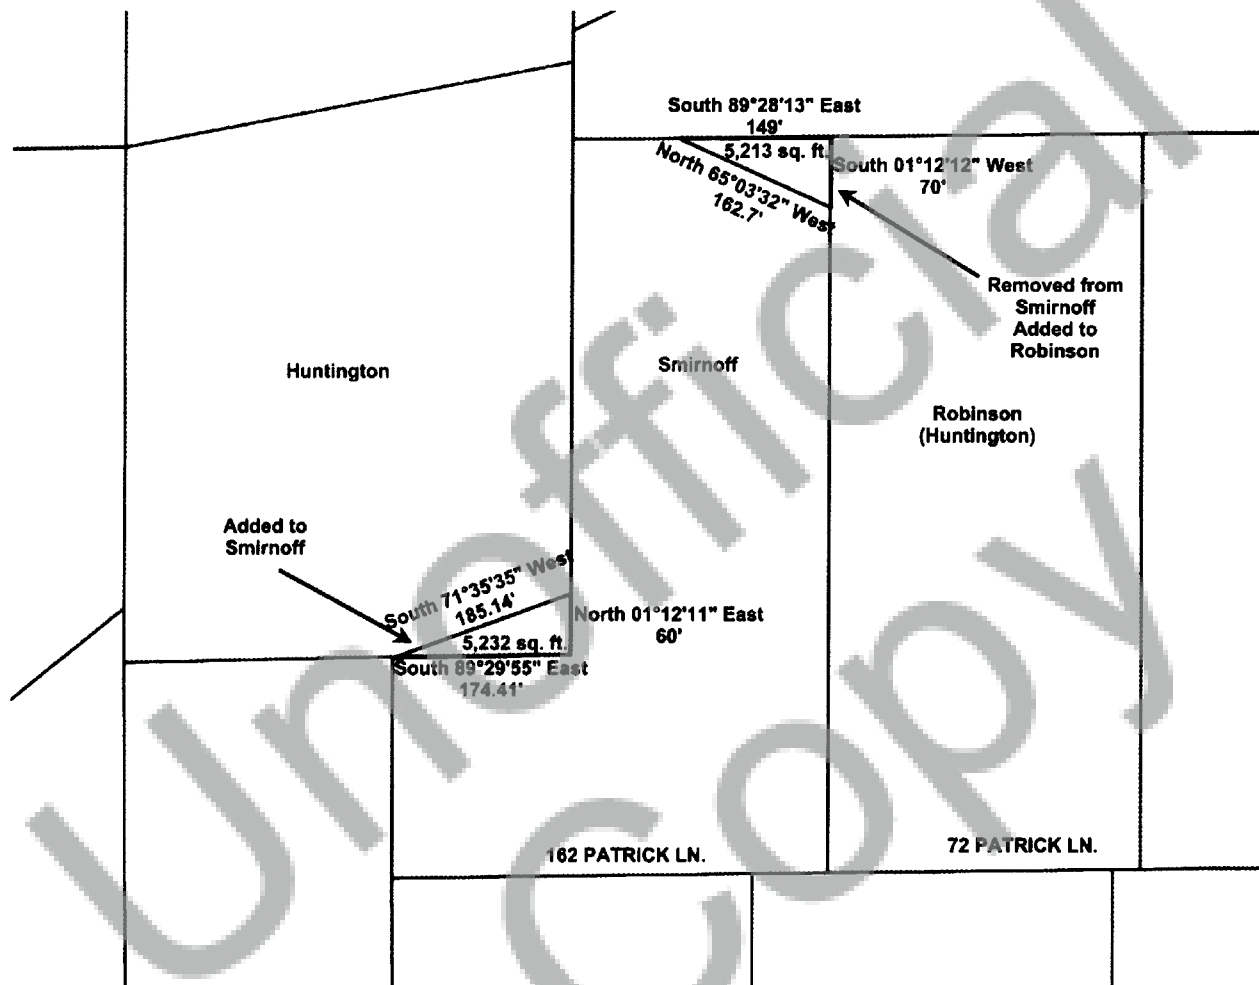 South 89°28'13" East
149'
5,213 sq. ft.
South 01°12'12" West
70'
North 65°03'32" West
162.7'
Removed from
Smirnoff
Added to
Robinson
Huntington
Smirnoff
Robinson
(Huntington)
Added to
Smirnoff
South 71°35'35" West
185.14'
North 01°12'11" East
60'
5,232 sq. ft.
South 89°29'55" East
174.41'
162 PATRICK LN.
72 PATRICK LN.
Unofficial
Copy